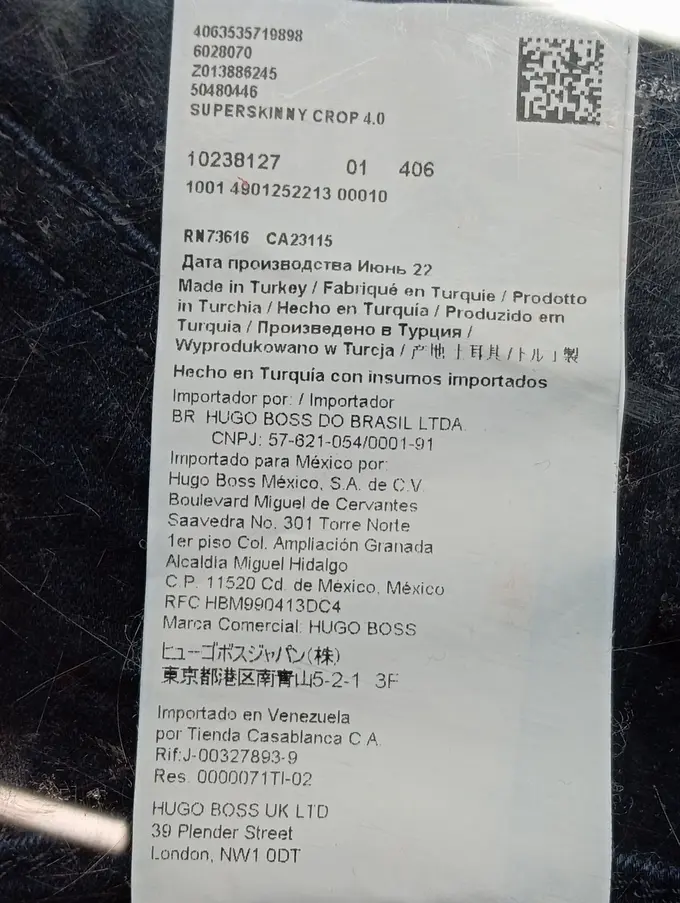 4063535719898
6028070
Z013886245
50480446
SUPERSKINNY CROP 4.0
10238127 01 406
1001 4901252213 00010
RN73616 CA23115
Дата производства Июнь 22
Made in Turkey / Fabriqué en Turquie / Prodotto
in Turchia / Hecho en Turquía / Produzido em
Turquia / Произведено в Турция /
Wyprodukowano w Turcja / 産地 土耳其 / トルコ製
Hecho en Turquía con insumos importados
Importador por: / Importador
BR HUGO BOSS DO BRASIL LTDA.
CNPJ: 57-621-054/0001-91
Importado para México por:
Hugo Boss México, S.A. de C.V.
Boulevard Miguel de Cervantes
Saavedra No. 301 Torre Norte
1er piso Col. Ampliación Granada
Alcaldía Miguel Hidalgo
C.P. 11520 Cd. de México, México
RFC HBM990413DC4
Marca Comercial: HUGO BOSS
ヒューゴボスジャパン(株)
東京都港区南青山5-2-1 3F
Importado en Venezuela
por Tienda Casablanca C.A.
Rif:J-00327893-9
Res. 0000071TI-02
HUGO BOSS UK LTD
39 Plender Street
London, NW1 0DT